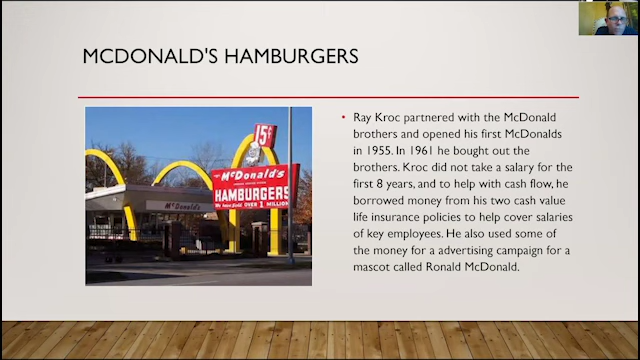 MCDONALD'S HAMBURGERS
15¢
McDonald's
HAMBURGERS
We have sold OVER 1 MILLION
McDonald's
• Ray Kroc partnered with the McDonald
brothers and opened his first McDonalds
in 1955. In 1961 he bought out the
brothers. Kroc did not take a salary for the
first 8 years, and to help with cash flow, he
borrowed money from his two cash value
life insurance policies to help cover salaries
of key employees. He also used some of
the money for a advertising campaign for a
mascot called Ronald McDonald.